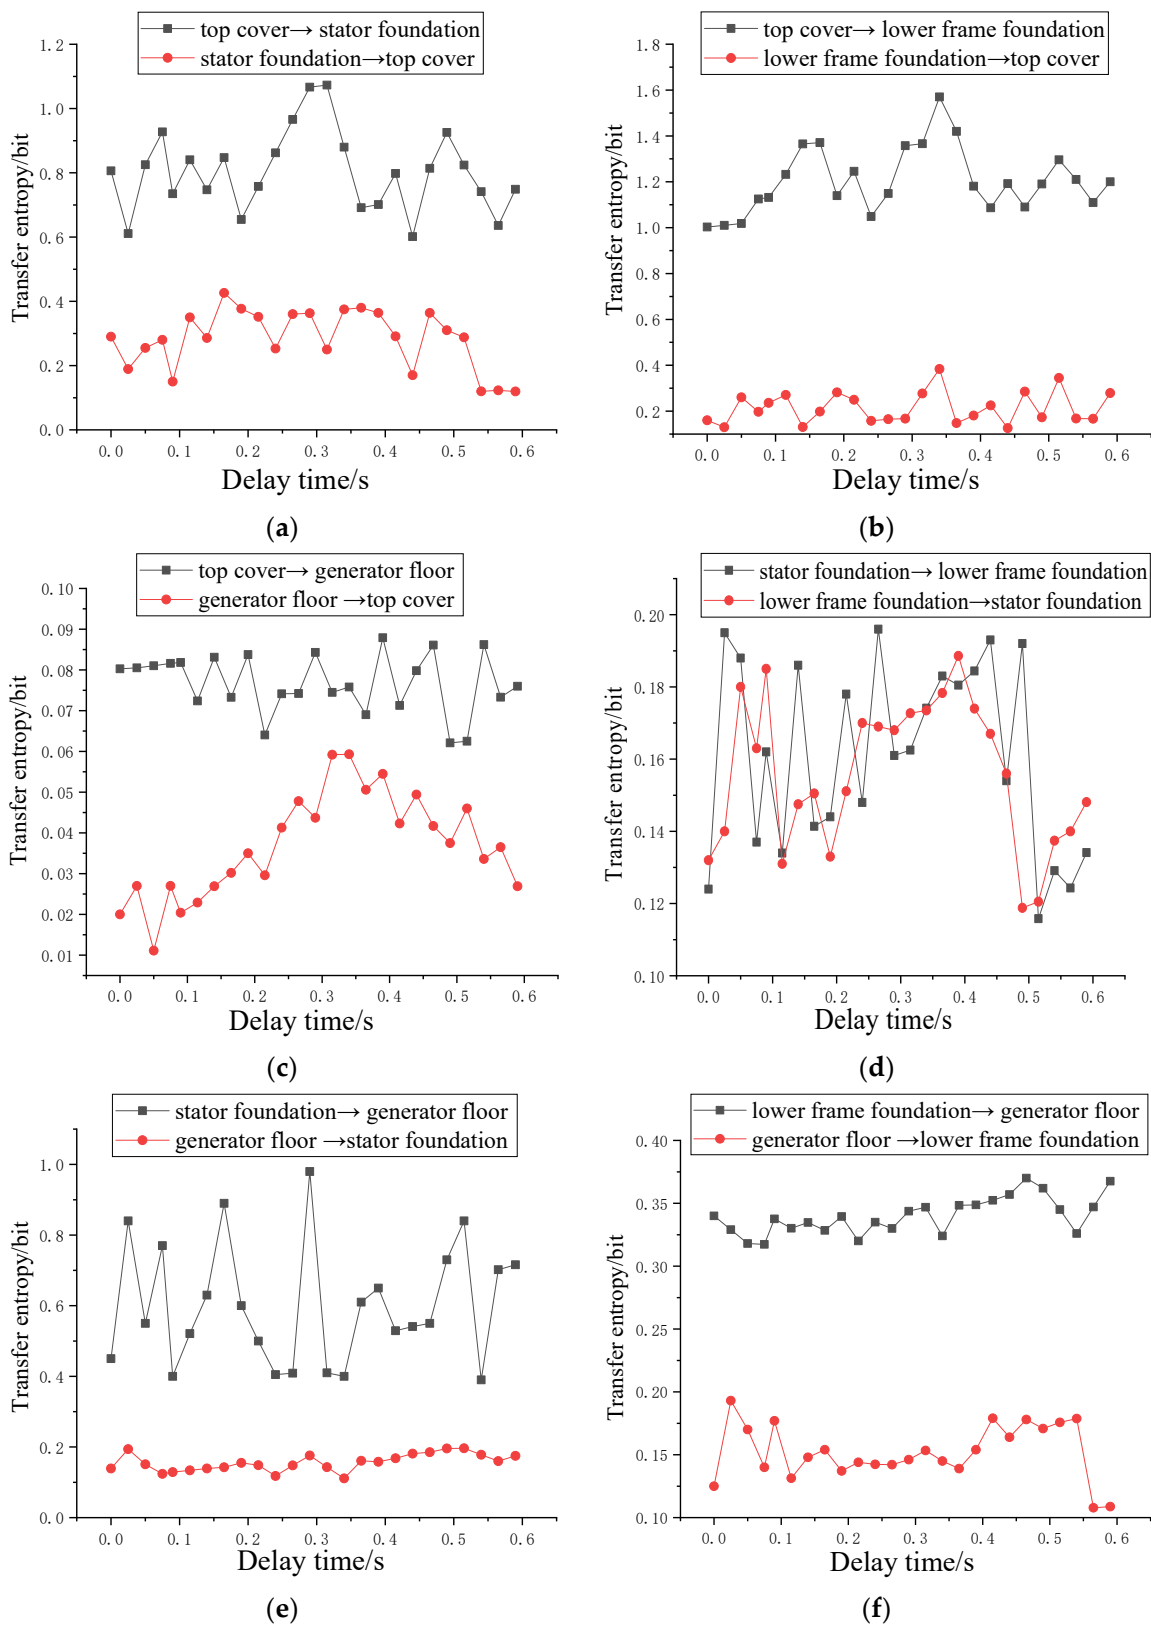 top cover→ stator foundation
stator foundation→top cover
1.2
1.0
0.8
0.6
0.4
0.2
0.0
Transfer entropy/bit
0.0 0.1 0.2 0.3 0.4 0.5 0.6
Delay time/s
(a)
top cover→ lower frame foundation
lower frame foundation→top cover
1.8
1.6
1.4
1.2
1.0
0.8
0.6
0.4
0.2
Transfer entropy/bit
0.0 0.1 0.2 0.3 0.4 0.5 0.6
Delay time/s
(b)
top cover→ generator floor
generator floor →top cover
0.10
0.09
0.08
0.07
0.06
0.05
0.04
0.03
0.02
0.01
Transfer entropy/bit
0.0 0.1 0.2 0.3 0.4 0.5 0.6
Delay time/s
(c)
stator foundation→ lower frame foundation
lower frame foundation→stator foundation
0.20
0.18
0.16
0.14
0.12
0.10
Transfer entropy/bit
0.0 0.1 0.2 0.3 0.4 0.5 0.6
Delay time/s
(d)
stator foundation→ generator floor
generator floor →stator foundation
1.0
0.8
0.6
0.4
0.2
0.0
Transfer entropy/bit
0.0 0.1 0.2 0.3 0.4 0.5 0.6
Delay time/s
(e)
lower frame foundation→ generator floor
generator floor →lower frame foundation
0.40
0.35
0.30
0.25
0.20
0.15
0.10
Transfer entropy/bit
0.0 0.1 0.2 0.3 0.4 0.5 0.6
Delay time/s
(f)